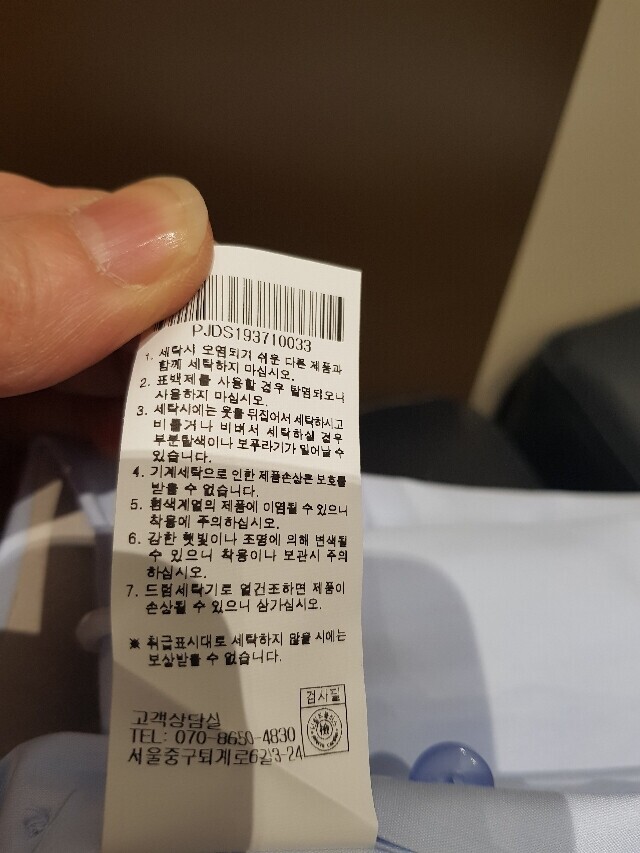 PJDS193710033
1. 세탁시 오염되기 쉬운 다른 제품과
함께 세탁하지 마십시오.
2. 표백제를 사용할 경우 탈염되오니
사용하지 마십시오.
3. 세탁시에는 옷을 뒤집어서 세탁하시고
비틀거나 비벼서 세탁하실 경우
부분탈색이나 보푸라기가 일어날 수
있습니다.
4. 기계세탁으로 인한 제품손상은 보호를
받을 수 없습니다.
5. 흰색계열의 제품에 이염될 수 있으니
착용에 주의하십시오.
6. 강한 햇빛이나 조명에 의해 변색될
수 있으니 착용이나 보관시 주의
하십시오.
7. 드럼세탁기로 열건조하면 제품이
손상될 수 있으니 삼가십시오.
※ 취급표시대로 세탁하지 않을 시에는
보상받을 수 없습니다.
검사필
고객상담실
TEL: 070-8650-4830
서울중구퇴계로6길3-24